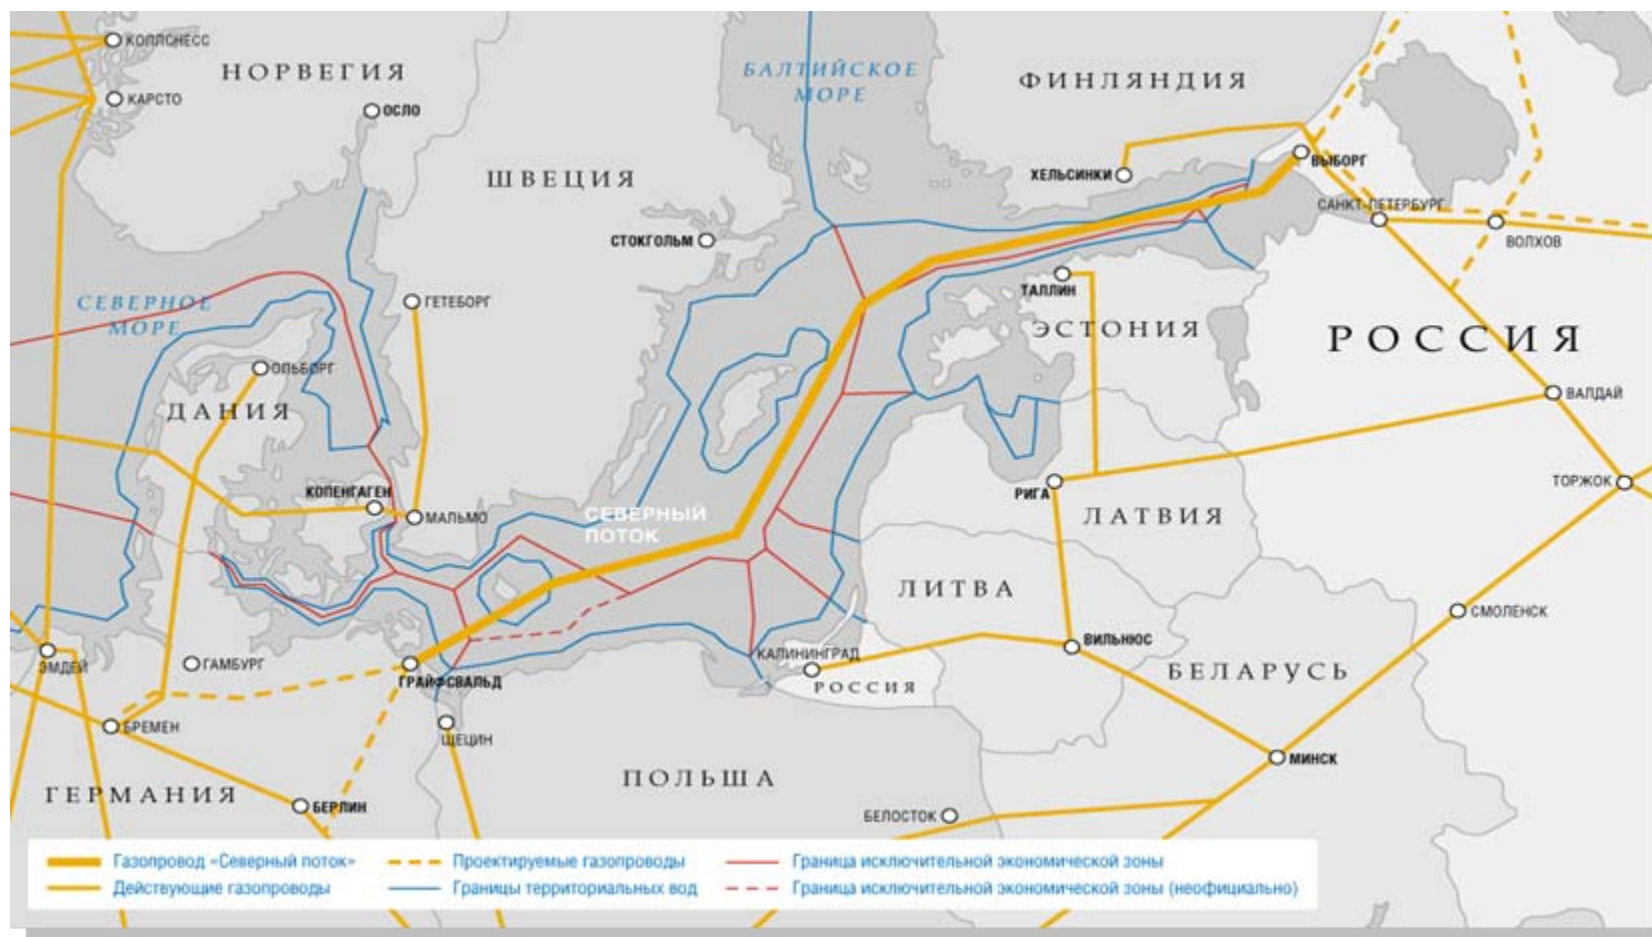 КОЛЛСНЕСС
НОРВЕГИЯ
КАРСТО
ОСЛО
БАЛТИЙСКОЕ
МОРЕ
ФИНЛЯНДИЯ
ШВЕЦИЯ
ХЕЛЬСИНКИ
ВЫБОРГ
САНКТ-ПЕТЕРБУРГ
ВОЛХОВ
СТОКГОЛЬМ
ТАЛЛИН
СЕВЕРНОЕ
МОРЕ
ГЕТЕБОРГ
ЭСТОНИЯ
РОССИЯ
ОЛЬБОРГ
ДАНИЯ
ВАЛДАЙ
КОПЕНГАГЕН
МАЛЬМО
СЕВЕРНЫЙ
ПОТОК
РИГА
ЛАТВИЯ
ТОРЖОК
ЛИТВА
СМОЛЕНСК
ЭМДЕЙ
ГАМБУРГ
ГРАЙФСВАЛЬД
КАЛИНИНГРАД
РОССИЯ
ВИЛЬНЮС
БЕЛАРУСЬ
БРЕМЕН
ЩЕЦИН
МИНСК
ГЕРМАНИЯ
БЕРЛИН
ПОЛЬША
БЕЛОСТОК
Газопровод «Северный поток»
Действующие газопроводы
Проектируемые газопроводы
Границы территориальных вод
Граница исключительной экономической зоны
Граница исключительной экономической зоны (неофициально)